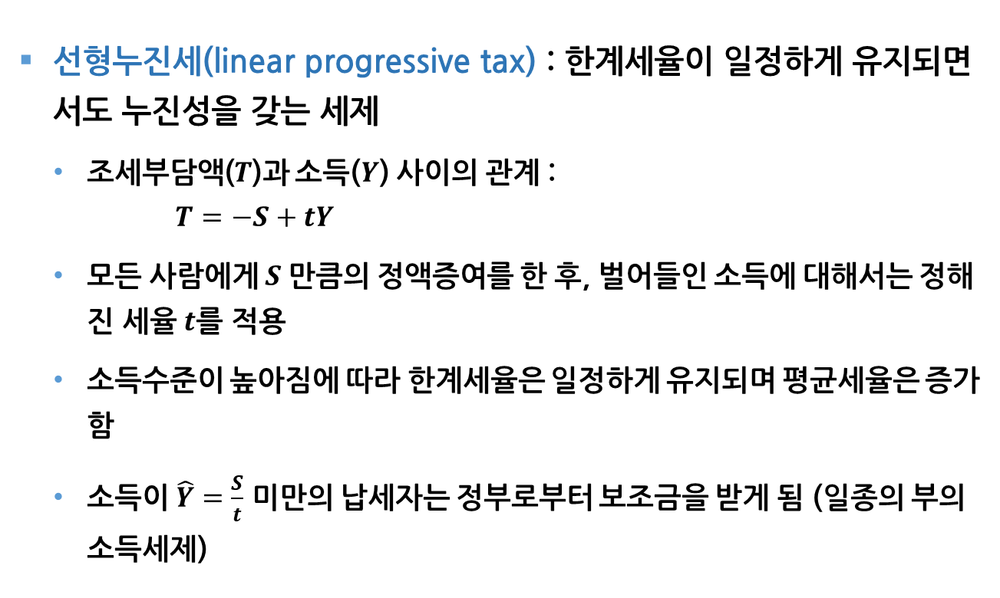 ▪ 선형누진세(linear progressive tax) : 한계세율이 일정하게 유지되면
서도 누진성을 갖는 세제
• 조세부담액(T)과 소득(Y) 사이의 관계 :
T = −S + tY
• 모든 사람에게 S 만큼의 정액증여를 한 후, 벌어들인 소득에 대해서는 정해
진 세율 t를 적용
• 소득수준이 높아짐에 따라 한계세율은 일정하게 유지되며 평균세율은 증가
함
• 소득이 Ŷ = S/t 미만의 납세자는 정부로부터 보조금을 받게 됨 (일종의 부의
소득세제)